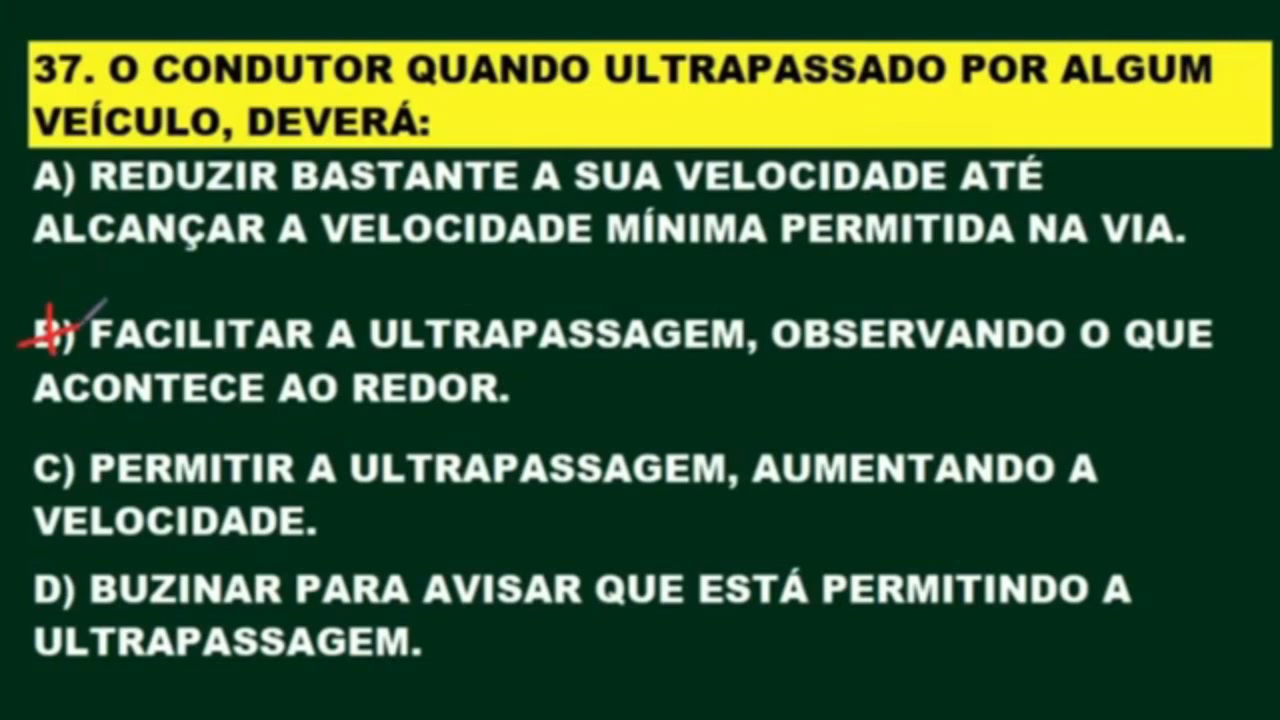 37. O CONDUTOR QUANDO ULTRAPASSADO POR ALGUM
VEÍCULO, DEVERÁ:
A) REDUZIR BASTANTE A SUA VELOCIDADE ATÉ
ALCANÇAR A VELOCIDADE MÍNIMA PERMITIDA NA VIA.
B) FACILITAR A ULTRAPASSAGEM, OBSERVANDO O QUE
ACONTECE AO REDOR.
C) PERMITIR A ULTRAPASSAGEM, AUMENTANDO A
VELOCIDADE.
D) BUZINAR PARA AVISAR QUE ESTÁ PERMITINDO A
ULTRAPASSAGEM.